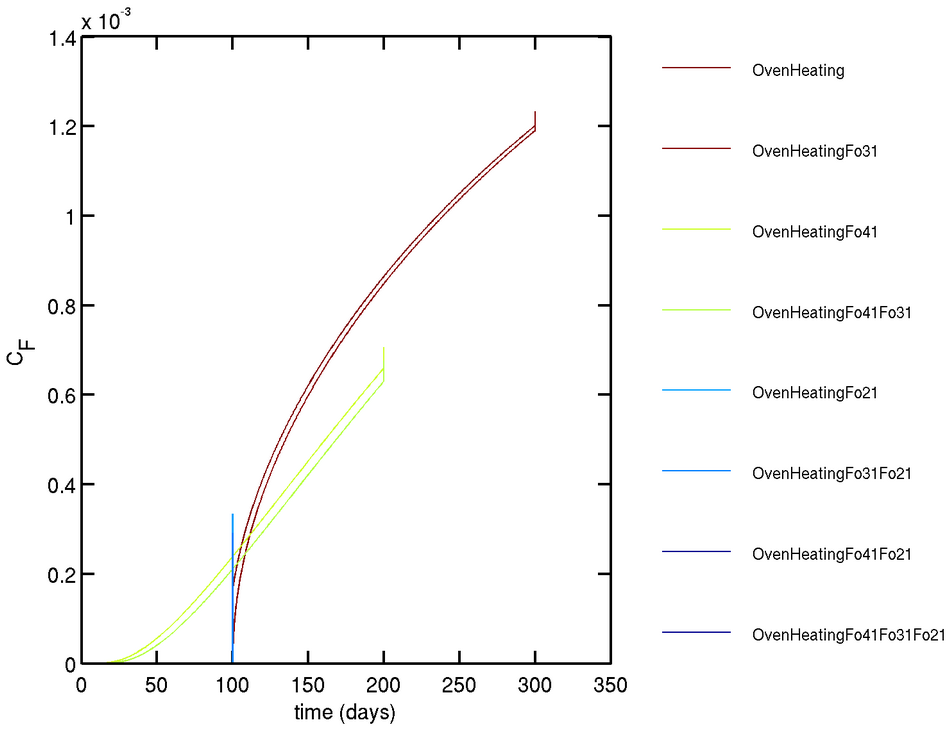 x 10-3
1.4
1.2
1
0.8
0.6
0.4
0.2
0
CF
0 50 100 150 200 250 300 350
time (days)
OvenHeating
OvenHeatingFo31
OvenHeatingFo41
OvenHeatingFo41Fo31
OvenHeatingFo21
OvenHeatingFo31Fo21
OvenHeatingFo41Fo21
OvenHeatingFo41Fo31Fo21